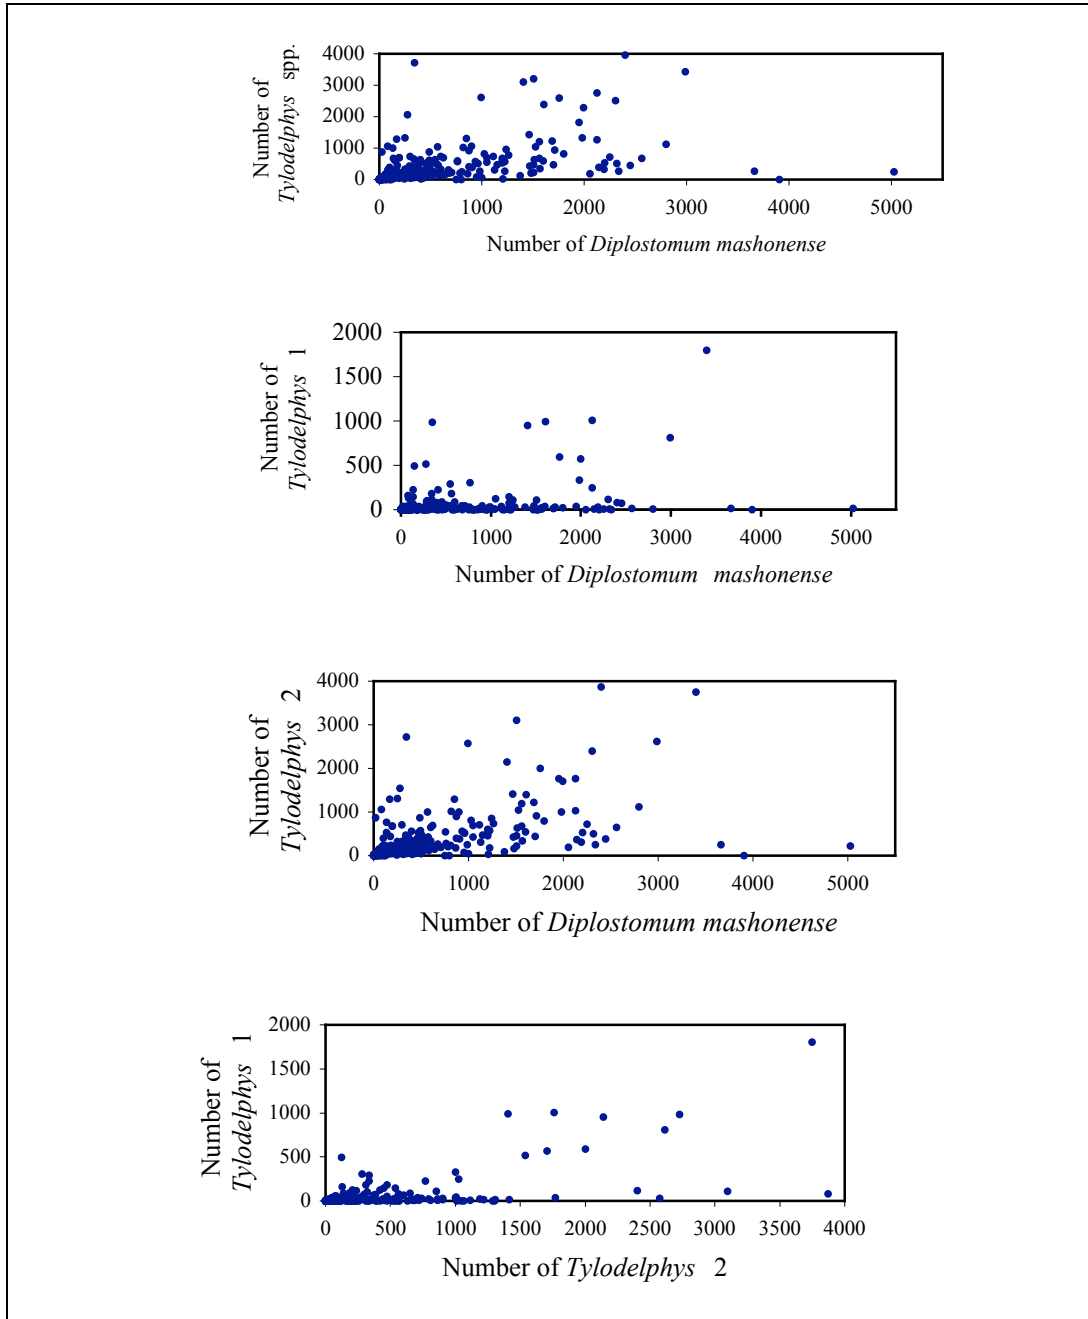 Number of
Tylodelphys spp.
4000
3000
2000
1000
0
0 1000 2000 3000 4000 5000
Number of Diplostomum mashonense
Number of
Tylodelphys 1
2000
1500
1000
500
0
0 1000 2000 3000 4000 5000
Number of Diplostomum mashonense
Number of
Tylodelphys 2
4000
3000
2000
1000
0
0 1000 2000 3000 4000 5000
Number of Diplostomum mashonense
Number of
Tylodelphys 1
2000
1500
1000
500
0
0 500 1000 1500 2000 2500 3000 3500 4000
Number of Tylodelphys 2